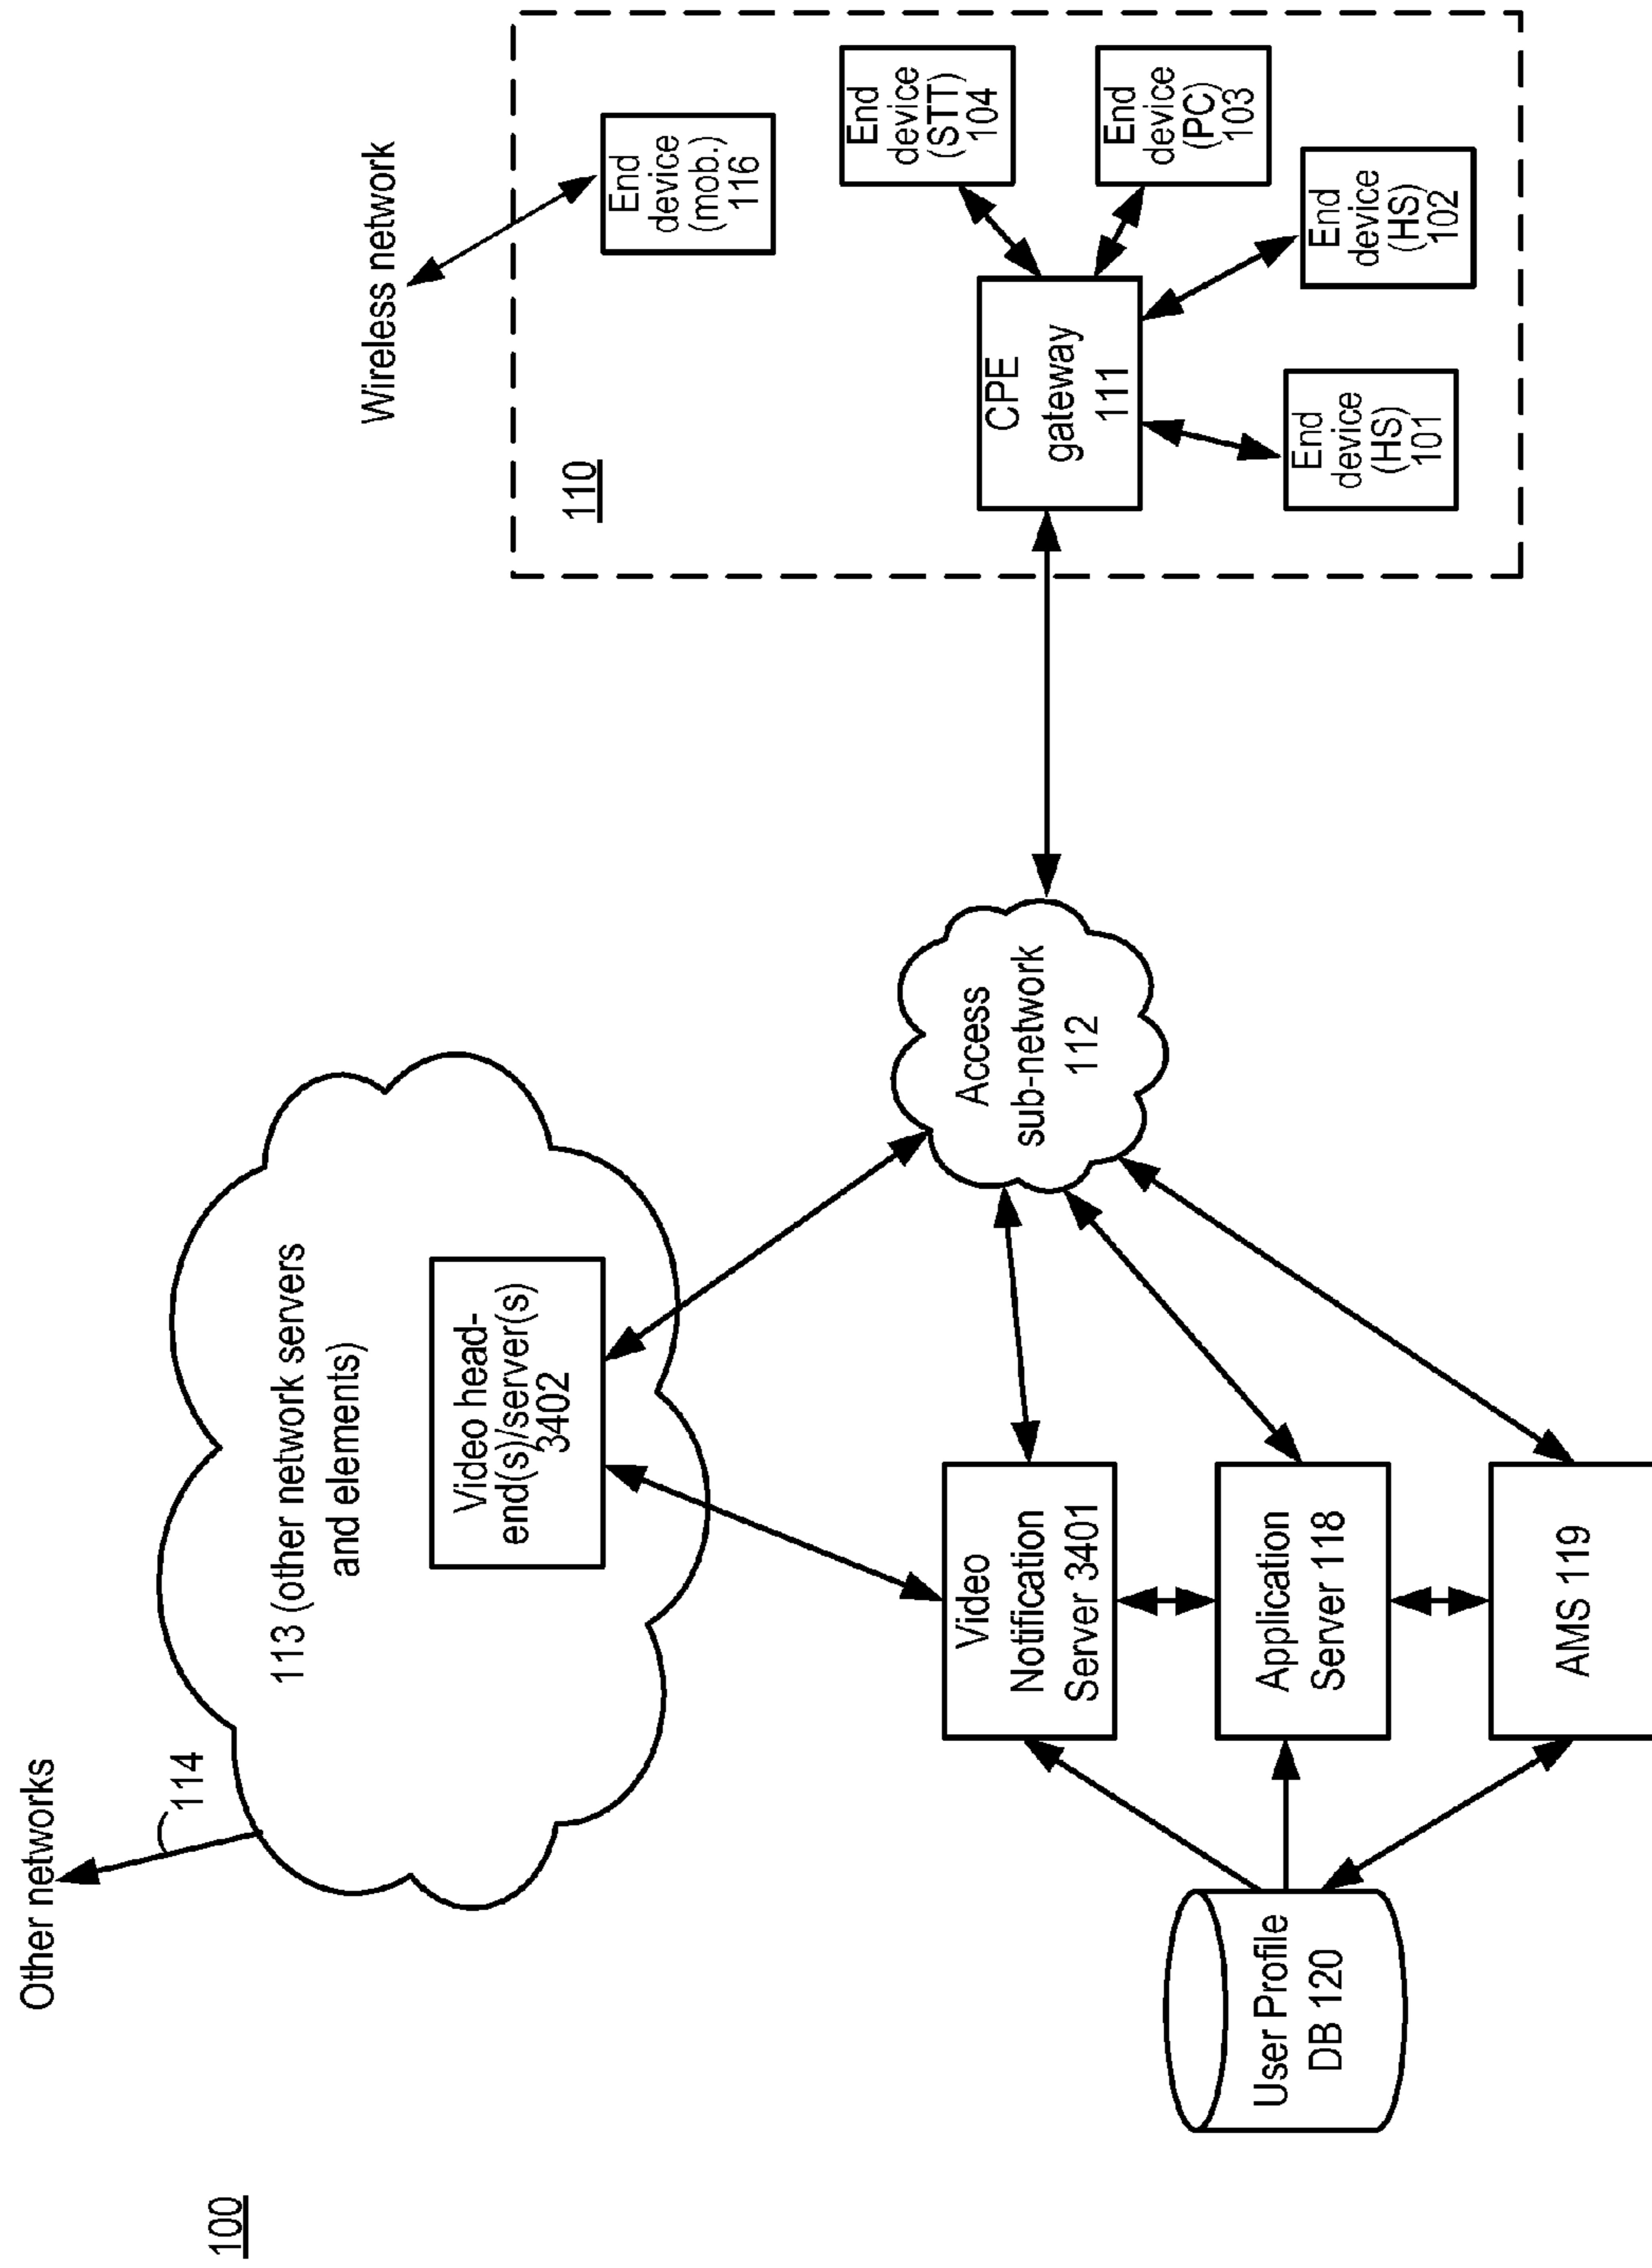 100
Other networks
114
113 (other network servers
and elements)
Video head-
end(s)/server(s)
3402
Wireless network
110
End
device
(mob.)
116
End
device
(STT)
104
End
device
(PC)
103
End
device
(HS)
102
End
device
(HS)
101
CPE
gateway
111
Access
sub-network
112
Video
Notification
Server 3401
Application
Server 118
AMS 119
User Profile
DB 120